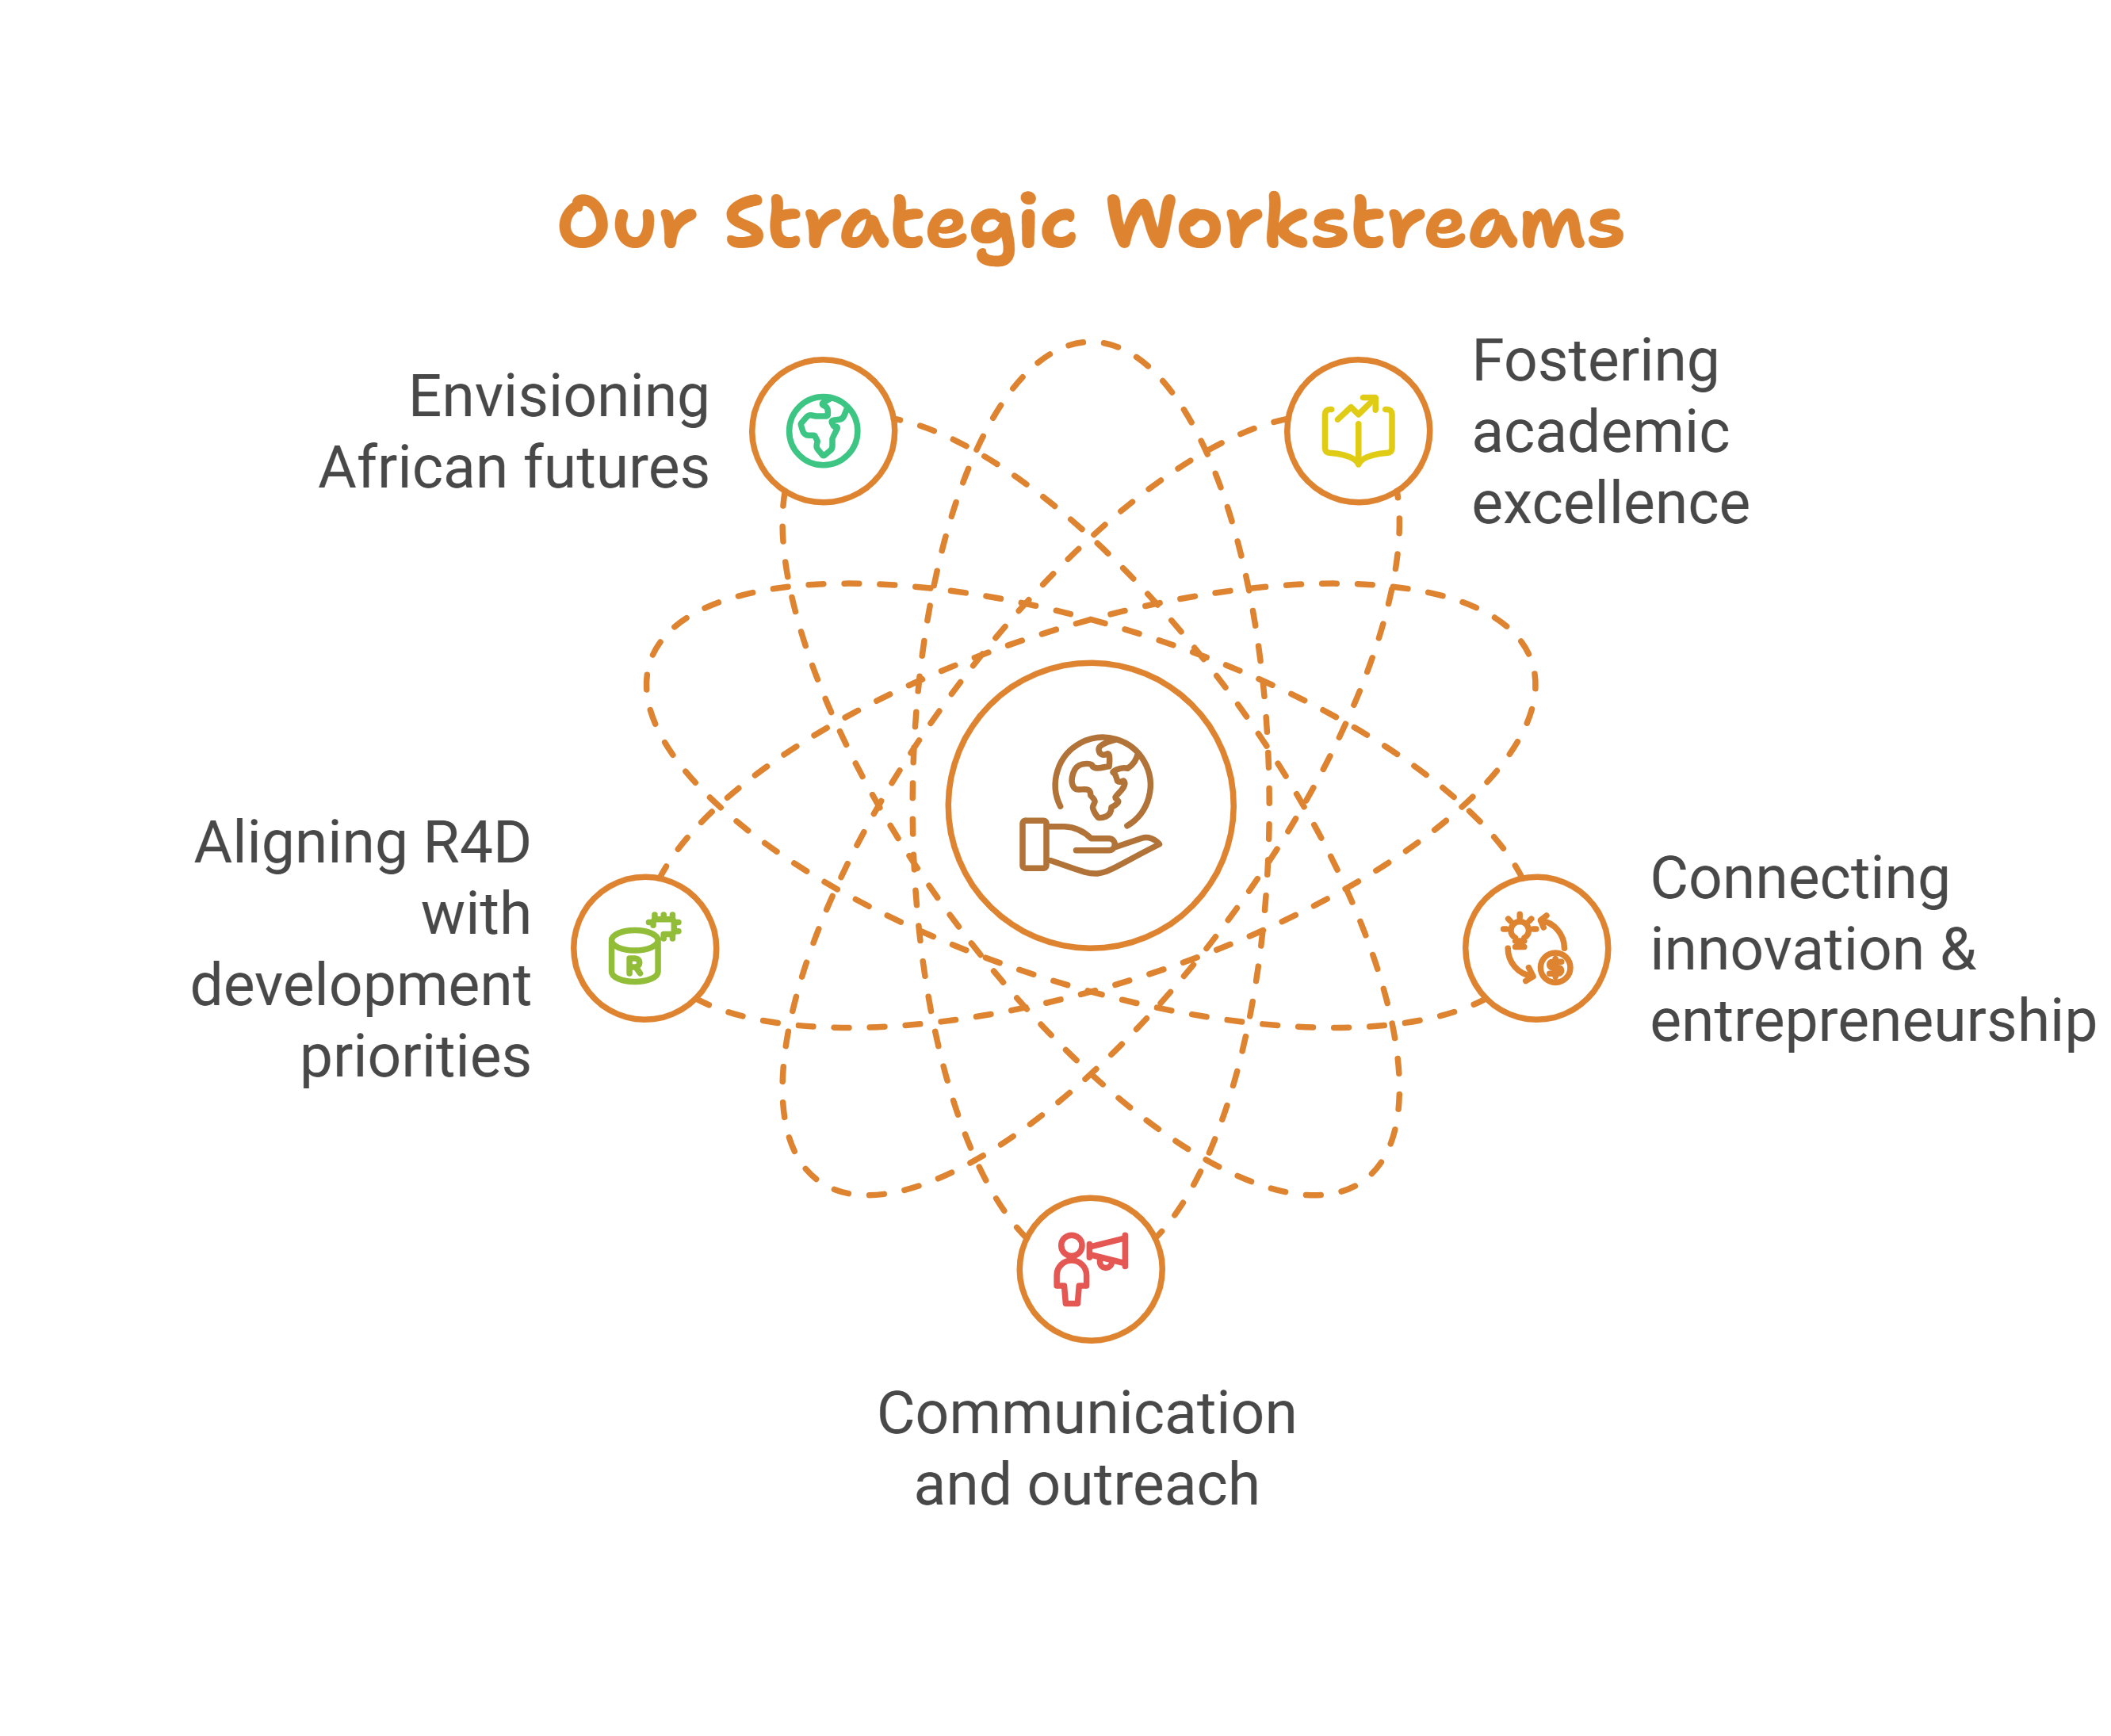 Our Strategic Workstreams
Envisioning
African futures
Fostering
academic
excellence
Aligning R4D
with
development
priorities
R
Connecting
innovation &
entrepreneurship
$
Communication
and outreach